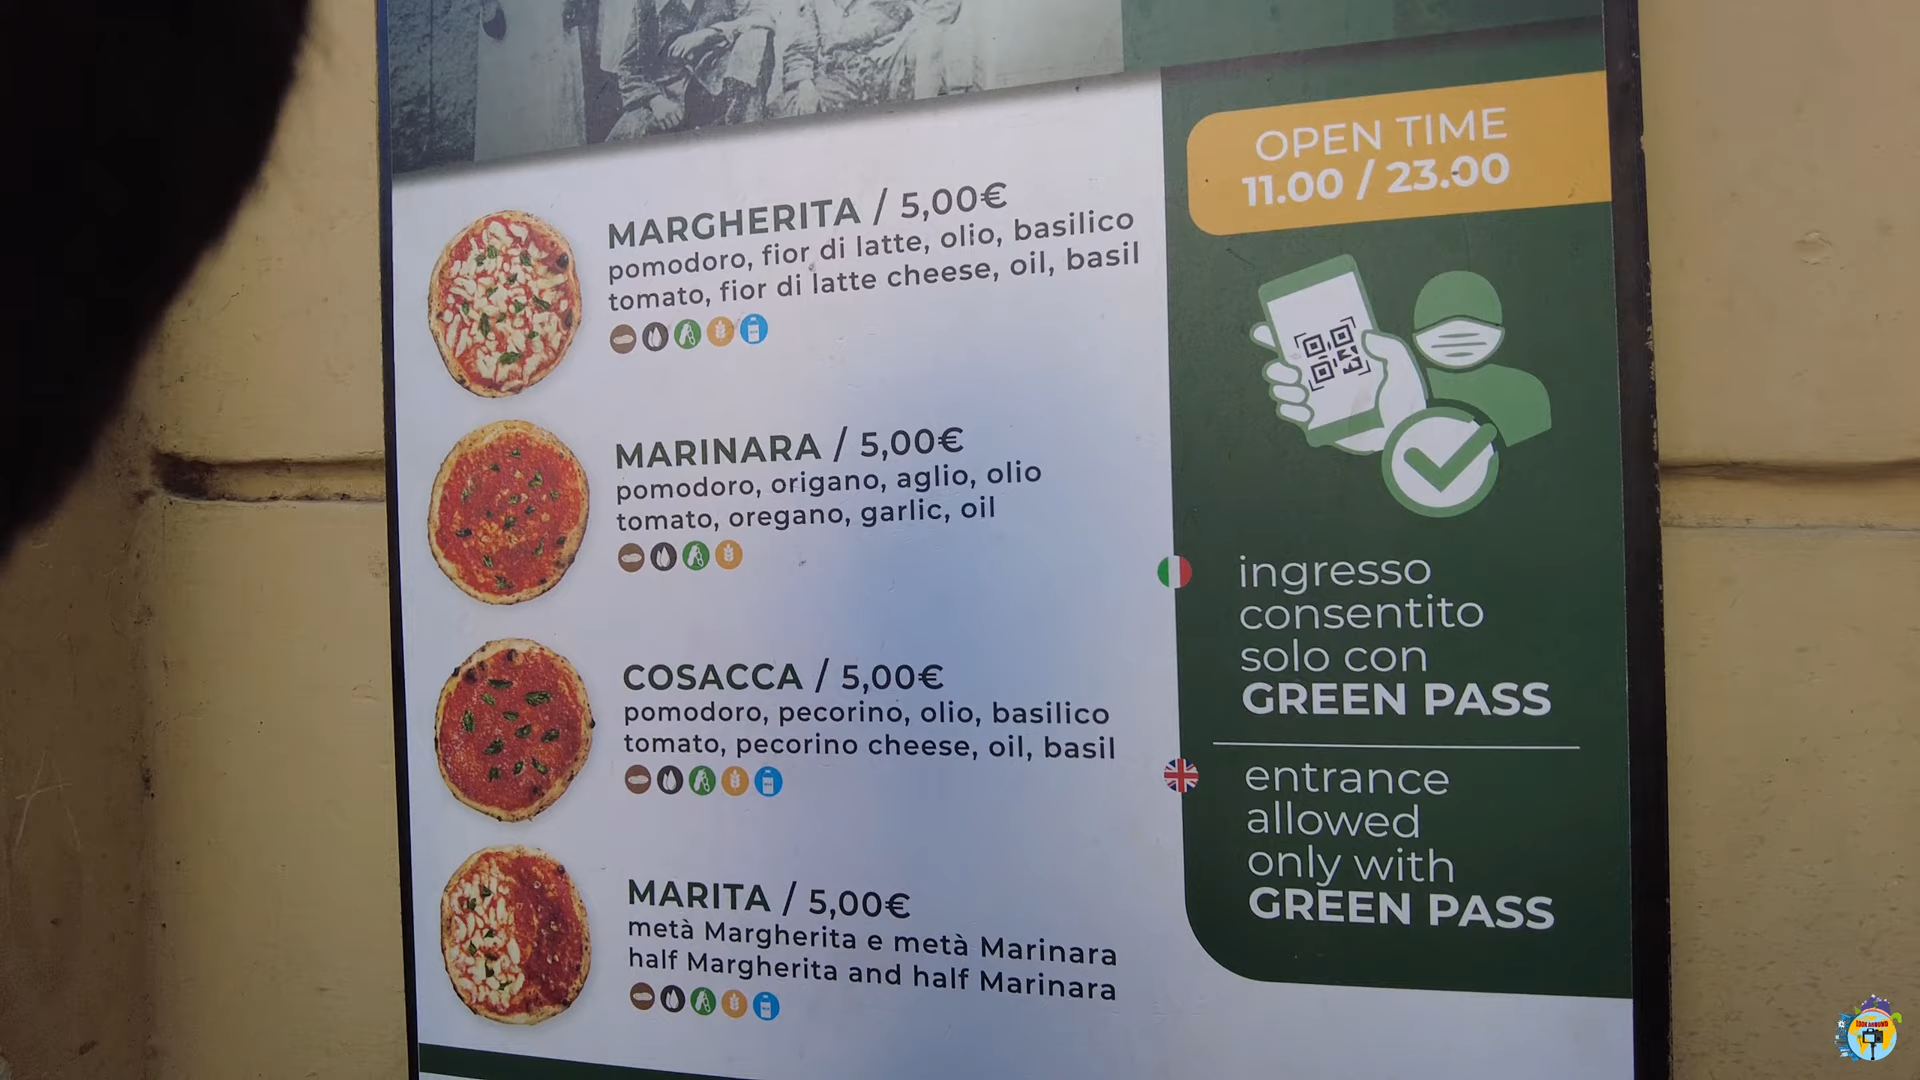 MARGHERITA / 5,00€
pomodoro, fior di latte, olio, basilico
tomato, fior di latte cheese, oil, basil
MARINARA / 5,00€
pomodoro, origano, aglio, olio
tomato, oregano, garlic, oil
COSACCA / 5,00€
pomodoro, pecorino, olio, basilico
tomato, pecorino cheese, oil, basil
MARITA / 5,00€
metà Margherita e metà Marinara
half Margherita and half Marinara
OPEN TIME
11.00 / 23.00
ingresso
consentito
solo con
GREEN PASS
entrance
allowed
only with
GREEN PASS
LOOK AROUND